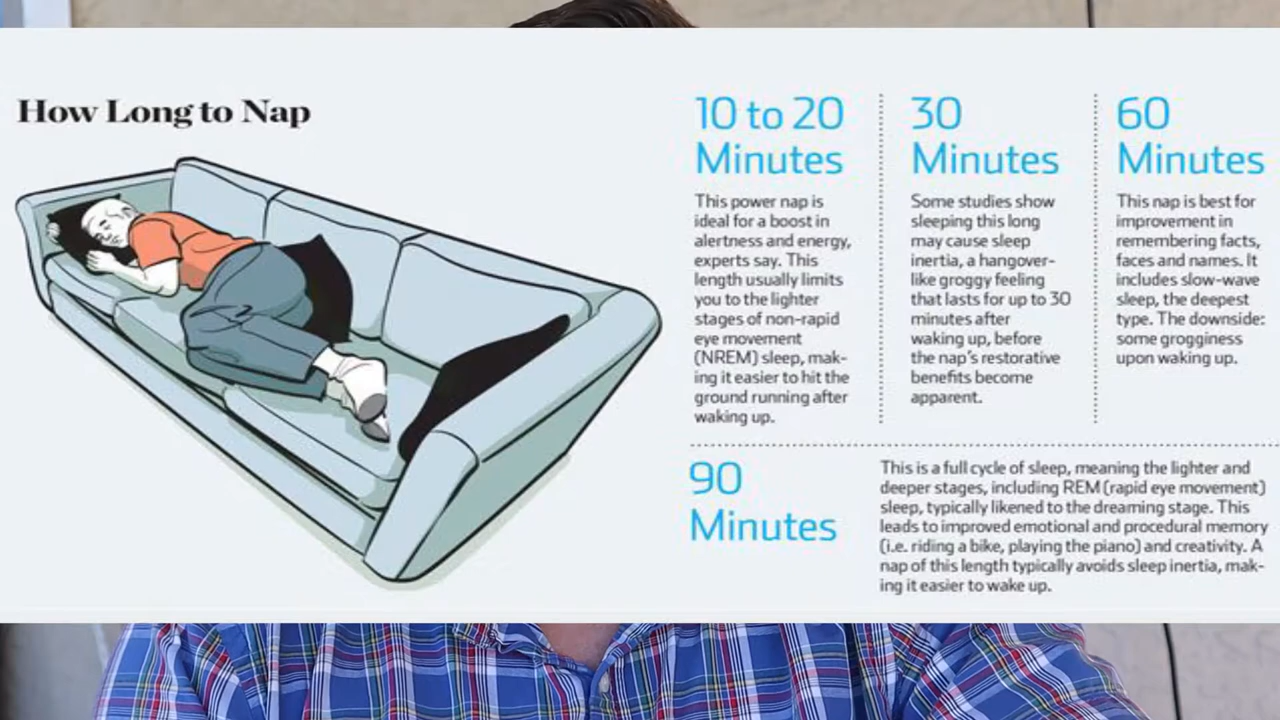 How Long to Nap
10 to 20
Minutes
This power nap is
ideal for a boost in
alertness and energy,
experts say. This
length usually limits
you to the lighter
stages of non-rapid
eye movement
(NREM) sleep, mak-
ing it easier to hit the
ground running after
waking up.
30
Minutes
Some studies show
sleeping this long
may cause sleep
inertia, a hangover-
like groggy feeling
that lasts for up to 30
minutes after
waking up, before
the nap's restorative
benefits become
apparent.
60
Minutes
This nap is best for
improvement in
remembering facts,
faces and names. It
includes slow-wave
sleep, the deepest
type. The downside:
some grogginess
upon waking up.
90
Minutes
This is a full cycle of sleep, meaning the lighter and
deeper stages, including REM (rapid eye movement)
sleep, typically likened to the dreaming stage. This
leads to improved emotional and procedural memory
(i.e. riding a bike, playing the piano) and creativity. A
nap of this length typically avoids sleep inertia, mak-
ing it easier to wake up.